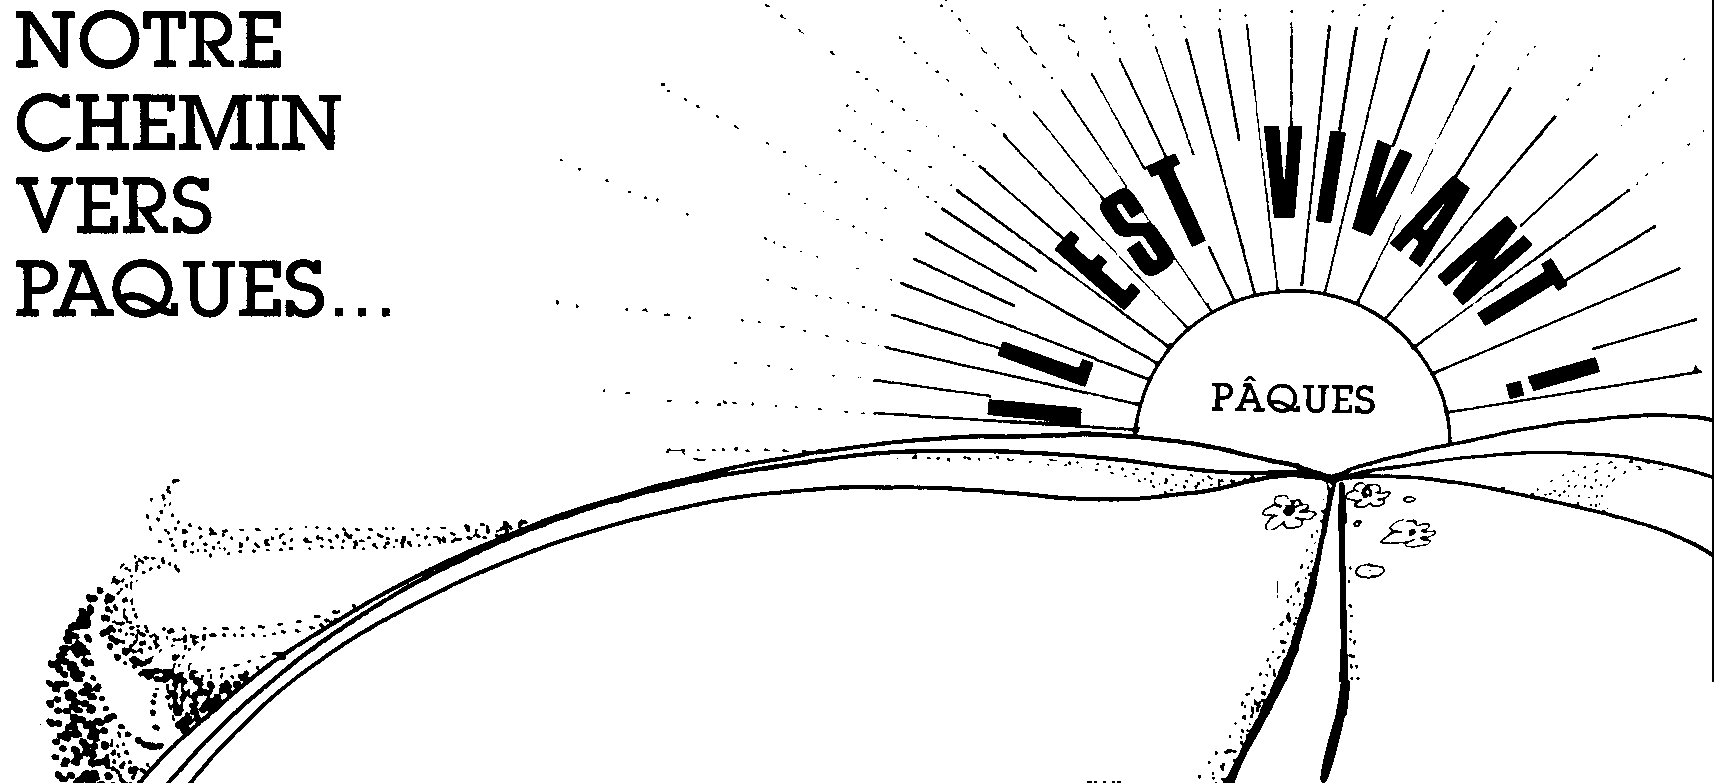 NOTRE
CHEMIN
VERS
PAQUES...
IL EST VIVANT !
PÂQUES